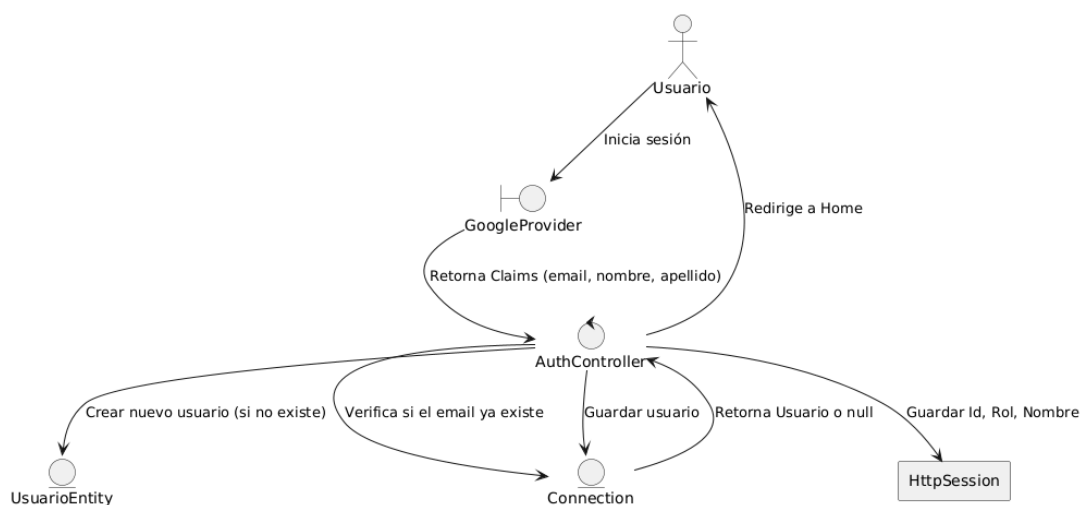 Usuario
Inicia sesión
GoogleProvider
Redirige a Home
Retorna Claims (email, nombre, apellido)
AuthController
Crear nuevo usuario (si no existe)
Verifica si el email ya existe
Guardar usuario
Retorna Usuario o null
Guardar Id, Rol, Nombre
UsuarioEntity
Connection
HttpSession